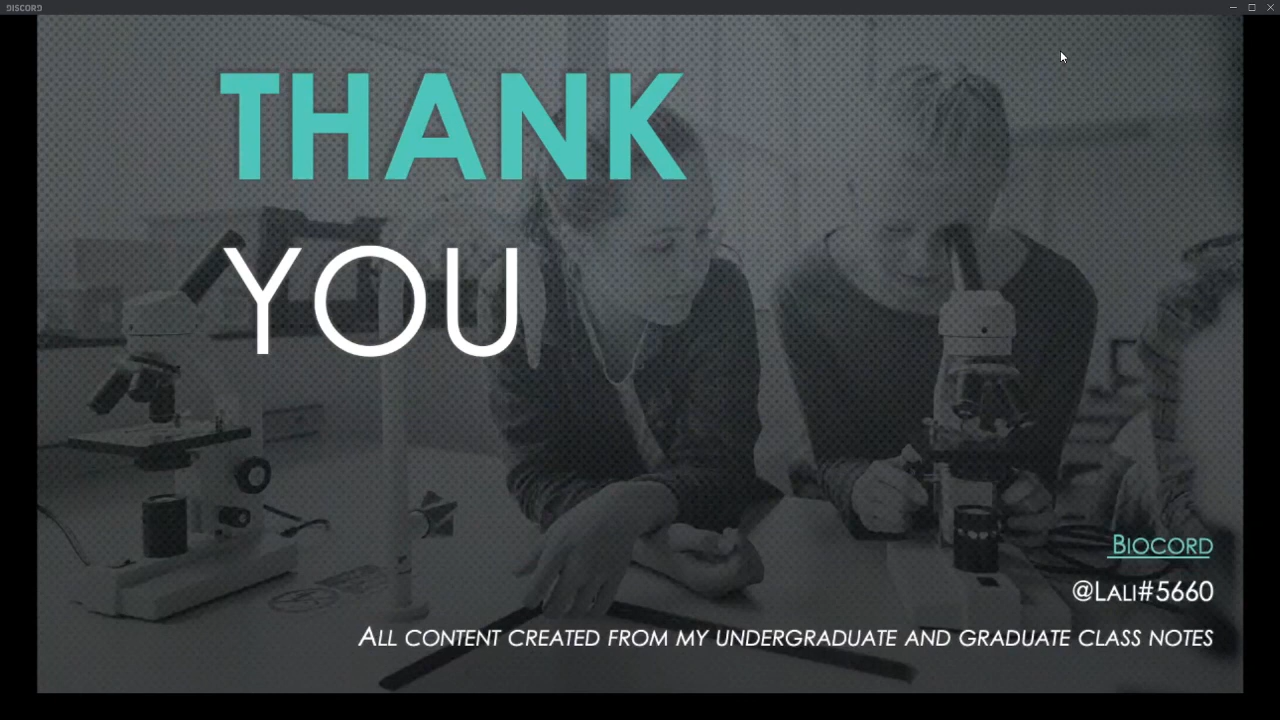 DISCORD
THANK
YOU
BIOCORD
@LALI#5660
ALL CONTENT CREATED FROM MY UNDERGRADUATE AND GRADUATE CLASS NOTES